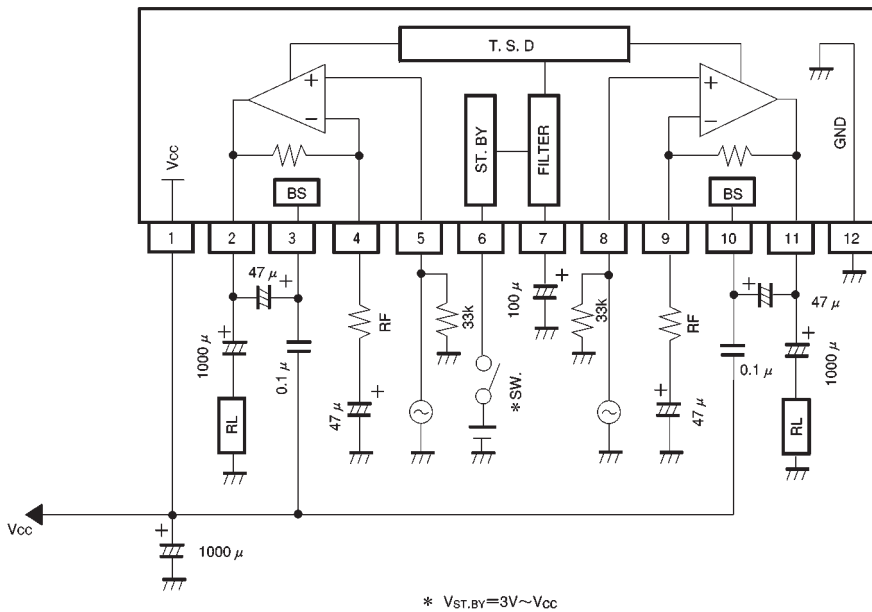 T. S. D
+
+
−
−
ST. BY
FILTER
GND
VCC
BS
BS
1
2
3
4
5
6
7
8
9
10
11
12
47 μ
+
+
1000 μ
RL
0.1 μ
RF
47 μ
+
33k
* SW.
100 μ
+
33k
RF
47 μ
+
+
47 μ
0.1 μ
+
1000 μ
RL
VCC
+
1000 μ
* VST.BY=3V~VCC